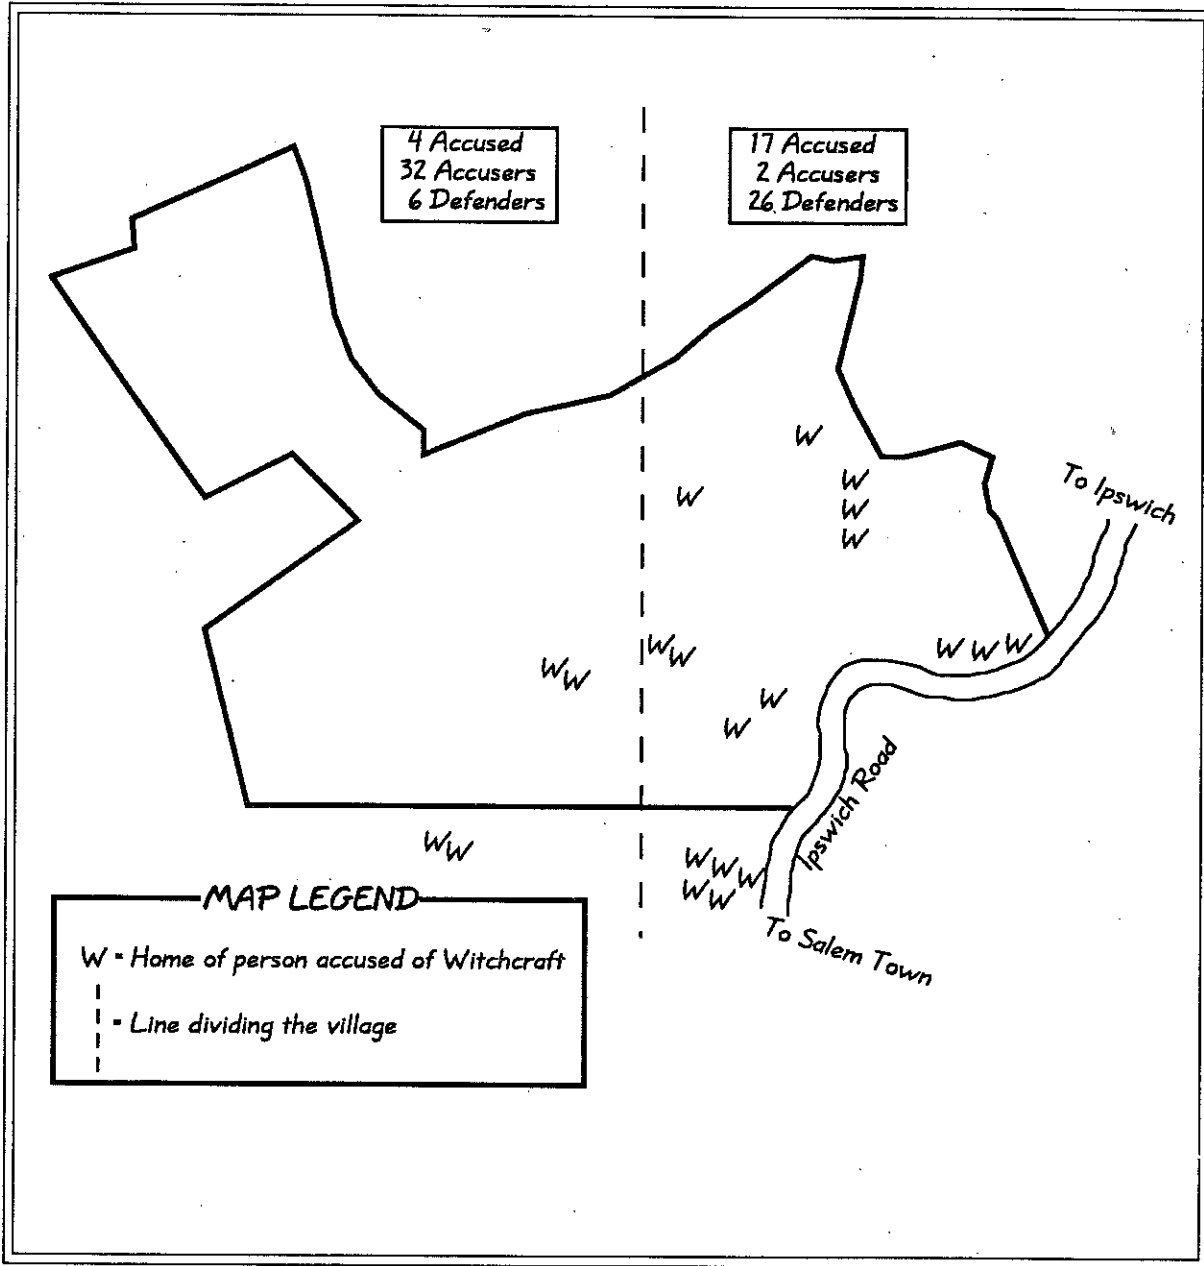 4 Accused
32 Accusers
6 Defenders
17 Accused
2 Accusers
26 Defenders
W
W
W
W
W
To Ipswich
W W W
W W
W W
W
W
Ipswich Road
W W
W W W
W W
To Salem Town
MAP LEGEND
W - Home of person accused of Witchcraft
- Line dividing the village